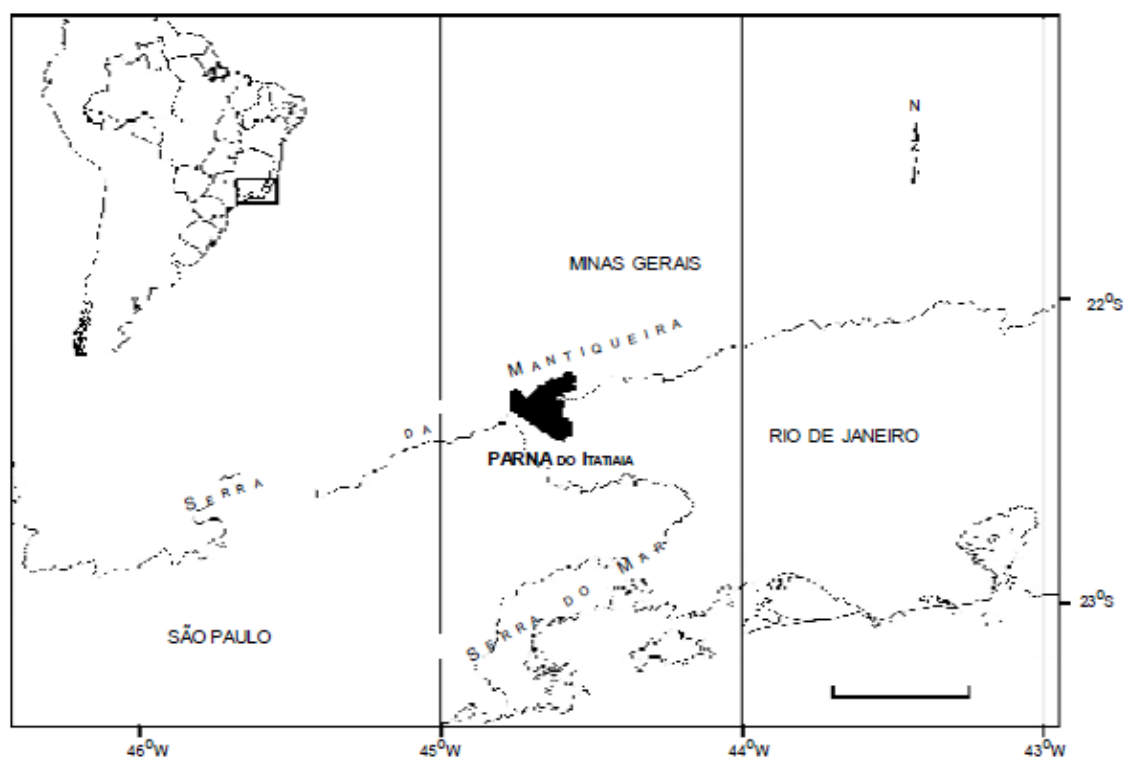 N
MINAS GERAIS
22°S
MANTIQUEIRA
DA
RIO DE JANEIRO
PARNA DO ITATIAIA
SERRA
SERRA DO MAR
23°S
SÃO PAULO
46°W
45°W
44°W
43°W